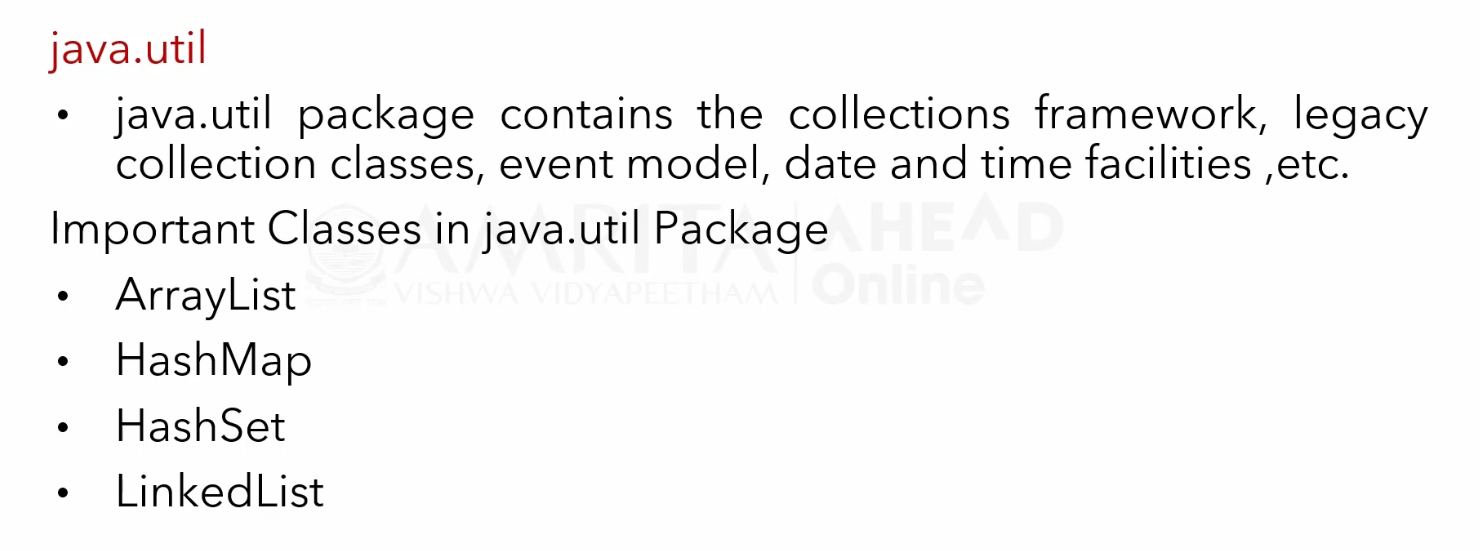 java.util
• java.util package contains the collections framework, legacy
collection classes, event model, date and time facilities ,etc.
Important Classes in java.util Package
AMRITA AHEAD
VISHWA VIDYAPEETHAM Online
• ArrayList
• HashMap
• HashSet
• LinkedList